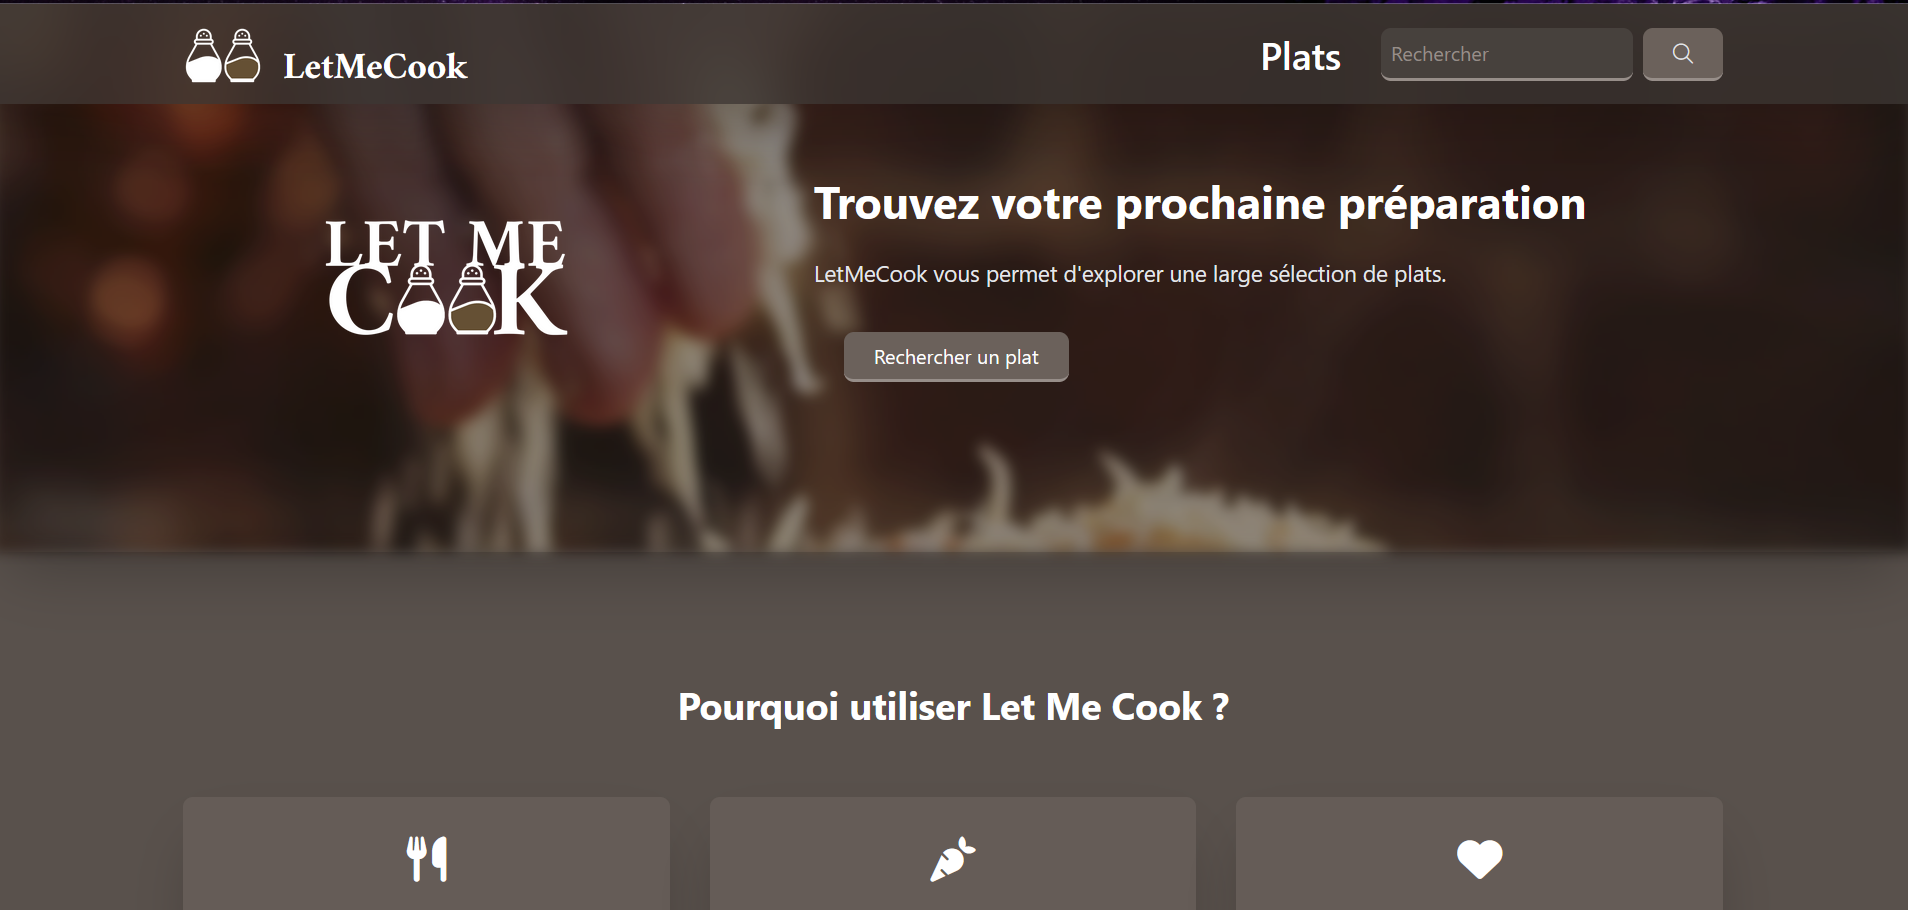 LetMeCook
Plats
Rechercher
LET ME
COOK
Trouvez votre prochaine préparation
LetMeCook vous permet d'explorer une large sélection de plats.
Rechercher un plat
Pourquoi utiliser Let Me Cook ?